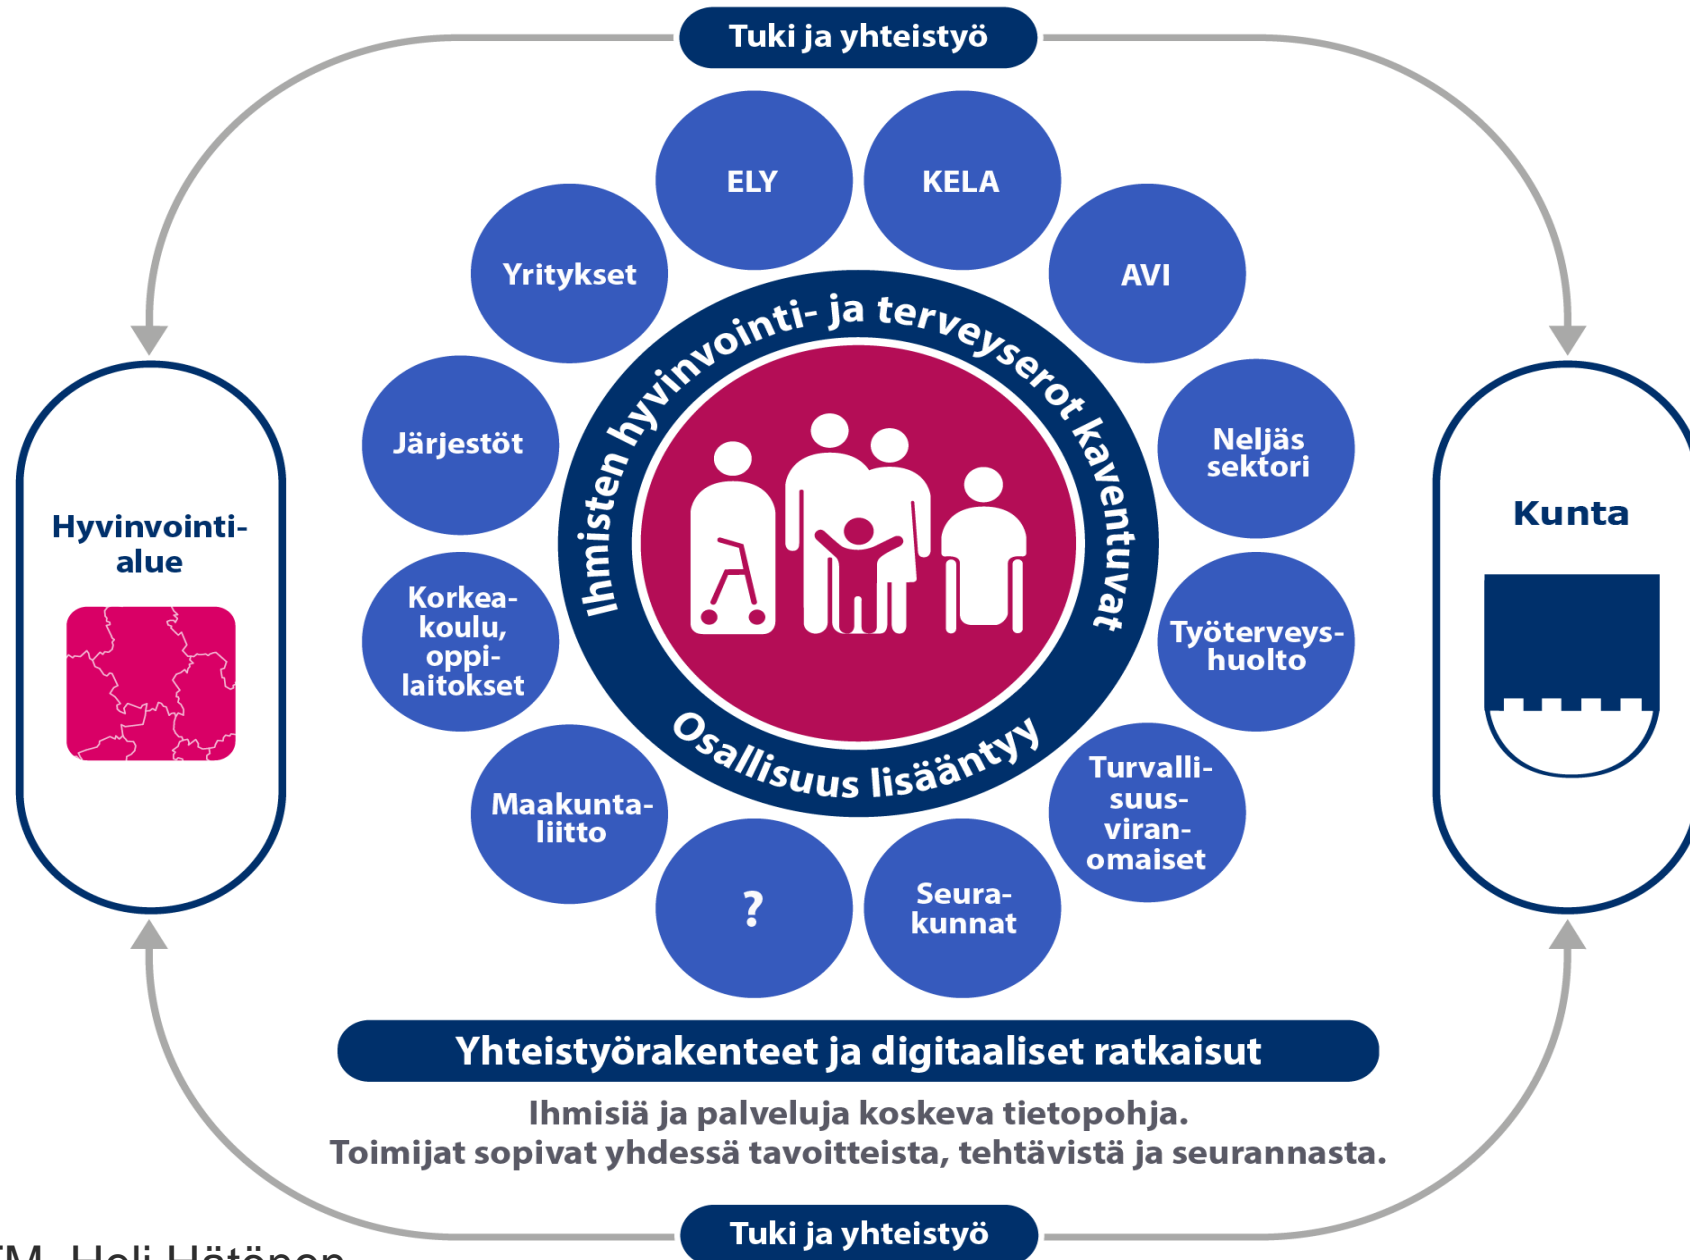 Tuki ja yhteistyö
ELY
KELA
Yritykset
AVI
Järjestöt
Neljäs
sektori
Ihmisten hyvinvointi- ja terveyserot kaventuvat
Osallisuus lisääntyy
Hyvinvointi-
alue
Kunta
Korkea-
koulu,
oppi-
laitokset
Työterveys-
huolto
Maakunta-
liitto
Turvalli-
suus-
viran-
omaiset
?
Seura-
kunnat
Yhteistyörakenteet ja digitaaliset ratkaisut
Ihmisiä ja palveluja koskeva tietopohja.
Toimijat sopivat yhdessä tavoitteista, tehtävistä ja seurannasta.
Tuki ja yhteistyö
Heli Hätönen